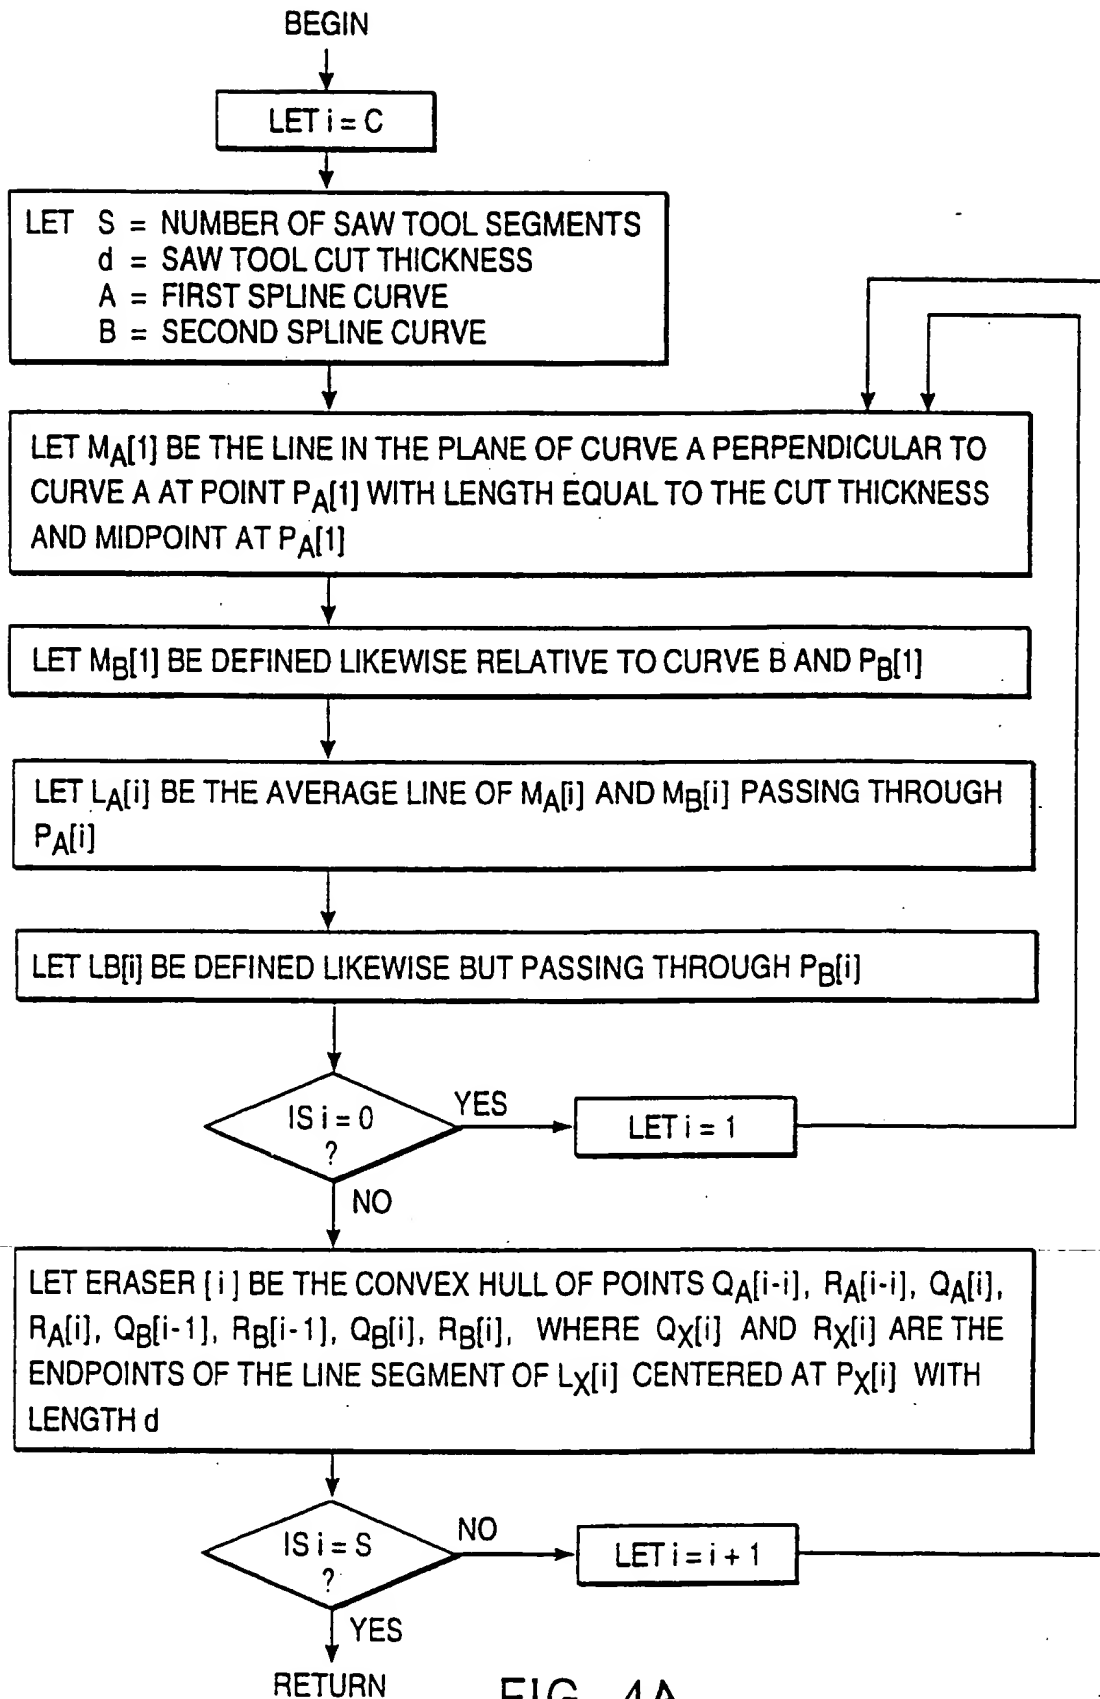 BEGIN
LET i = C
LET S = NUMBER OF SAW TOOL SEGMENTS
d = SAW TOOL CUT THICKNESS
A = FIRST SPLINE CURVE
B = SECOND SPLINE CURVE
LET MA[1] BE THE LINE IN THE PLANE OF CURVE A PERPENDICULAR TO
CURVE A AT POINT PA[1] WITH LENGTH EQUAL TO THE CUT THICKNESS
AND MIDPOINT AT PA[1]
LET MB[1] BE DEFINED LIKEWISE RELATIVE TO CURVE B AND PB[1]
LET LA[i] BE THE AVERAGE LINE OF MA[i] AND MB[i] PASSING THROUGH
PA[i]
LET LB[i] BE DEFINED LIKEWISE BUT PASSING THROUGH PB[i]
IS i = 0
?
YES
LET i = 1
NO
LET ERASER [i] BE THE CONVEX HULL OF POINTS QA[i-i], RA[i-i], QA[i],
RA[i], QB[i-1], RB[i-1], QB[i], RB[i], WHERE QX[i] AND RX[i] ARE THE
ENDPOINTS OF THE LINE SEGMENT OF LX[i] CENTERED AT PX[i] WITH
LENGTH d
IS i = S
?
NO
LET i = i + 1
YES
RETURN
FIG. 4A